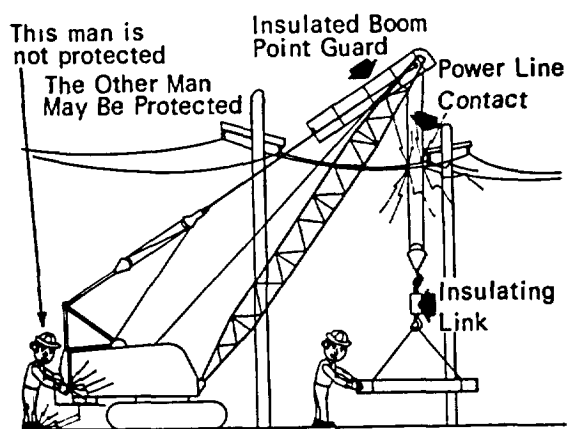 This man is
not protected
The Other Man
May Be Protected
Insulated Boom
Point Guard
Power Line
Contact
Insulating
Link